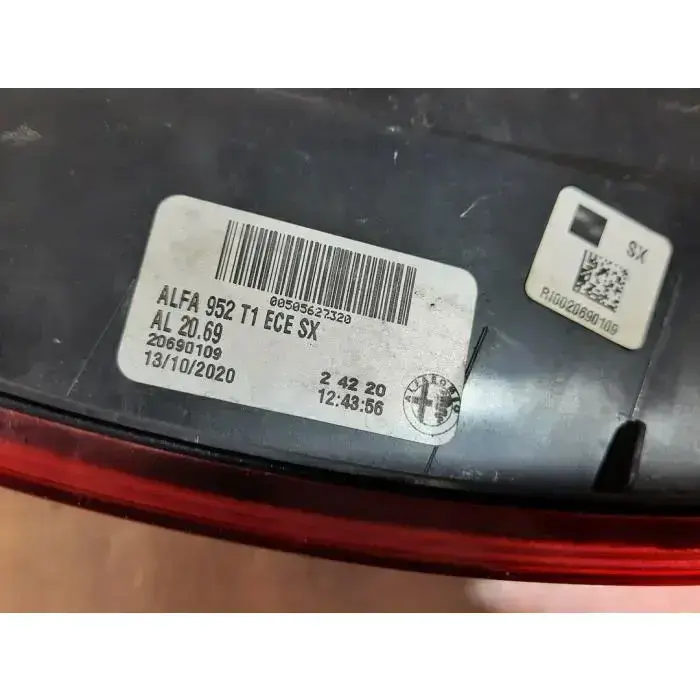 00505627320
ALFA 952 T1 ECE SX
AL 20.69
20690109
13/10/2020
2 42 20
12:43:56
SX
RI0020690109